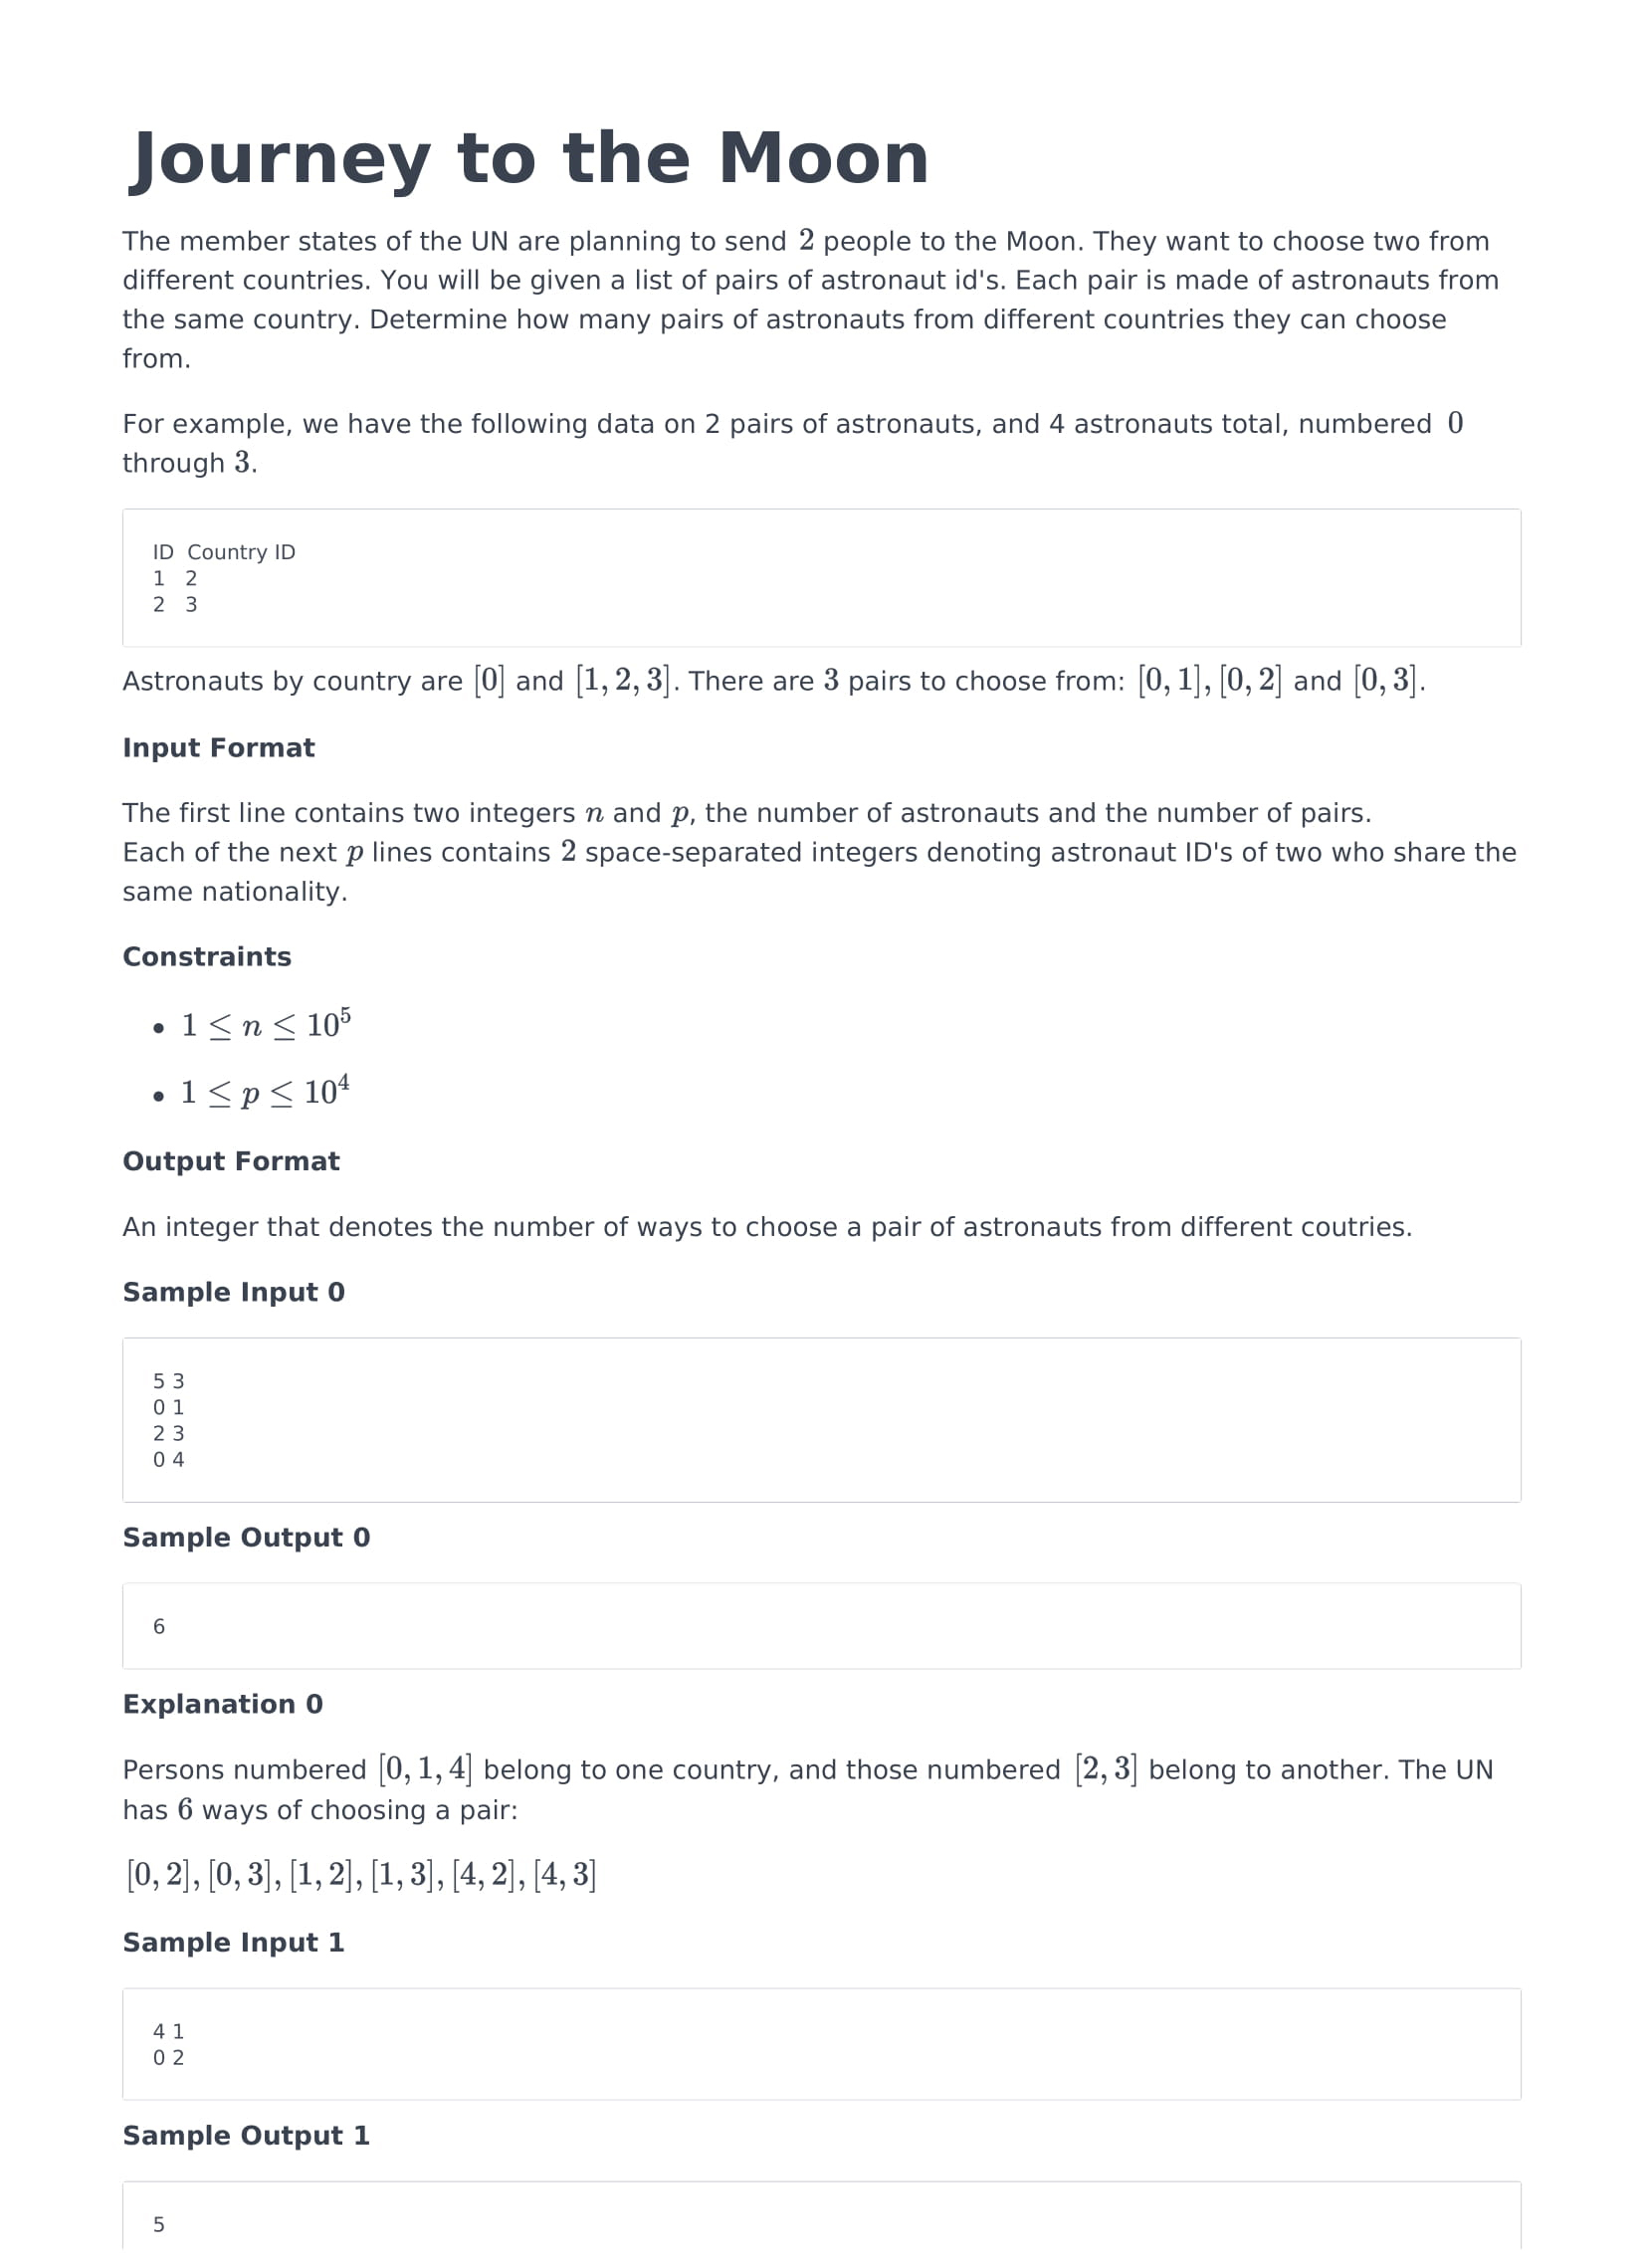 Journey to the Moon
The member states of the UN are planning to send 2 people to the Moon. They want to choose two from
different countries. You will be given a list of pairs of astronaut id's. Each pair is made of astronauts from
the same country. Determine how many pairs of astronauts from different countries they can choose
from.
For example, we have the following data on 2 pairs of astronauts, and 4 astronauts total, numbered 0
through 3.
ID Country ID
1 2
2 3
Astronauts by country are [0] and [1, 2, 3]. There are 3 pairs to choose from: [0, 1], [0, 2] and [0, 3].
Input Format
The first line contains two integers n and p, the number of astronauts and the number of pairs.
Each of the next p lines contains 2 space-separated integers denoting astronaut ID's of two who share the
same nationality.
Constraints
• 1 ≤ n ≤ 10⁵
• 1 ≤ p ≤ 10⁴
Output Format
An integer that denotes the number of ways to choose a pair of astronauts from different coutries.
Sample Input 0
5 3
0 1
2 3
0 4
Sample Output 0
6
Explanation 0
Persons numbered [0, 1, 4] belong to one country, and those numbered [2, 3] belong to another. The UN
has 6 ways of choosing a pair:
[0, 2], [0, 3], [1, 2], [1, 3], [4, 2], [4, 3]
Sample Input 1
4 1
0 2
Sample Output 1
5